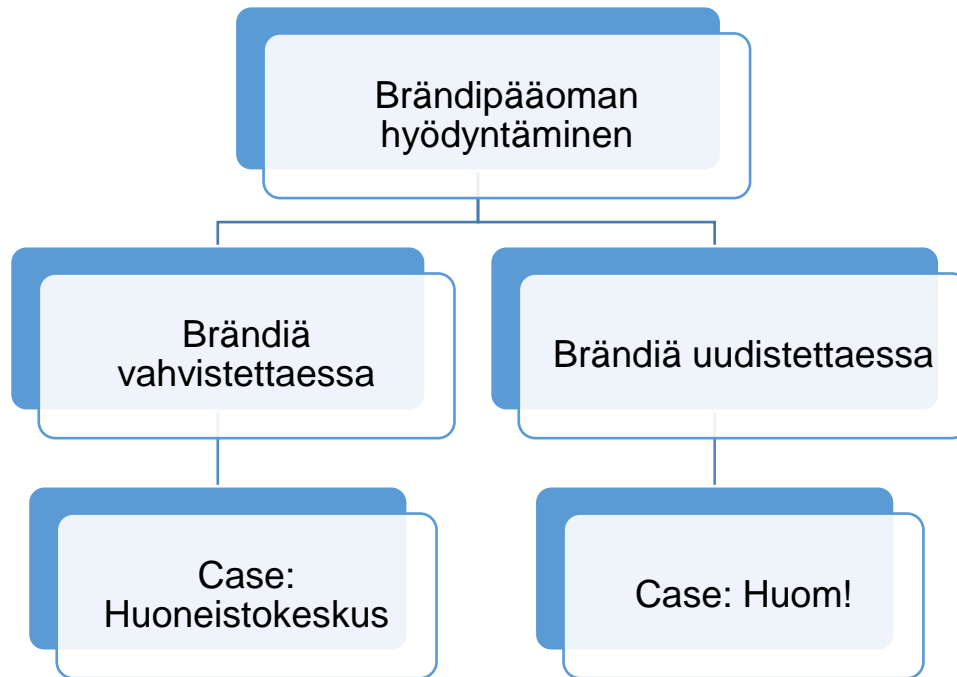 Brändipääoman
hyödyntäminen
Brändiä
vahvistettaessa
Brändiä uudistettaessa
Case:
Huoneistokeskus
Case: Huom!